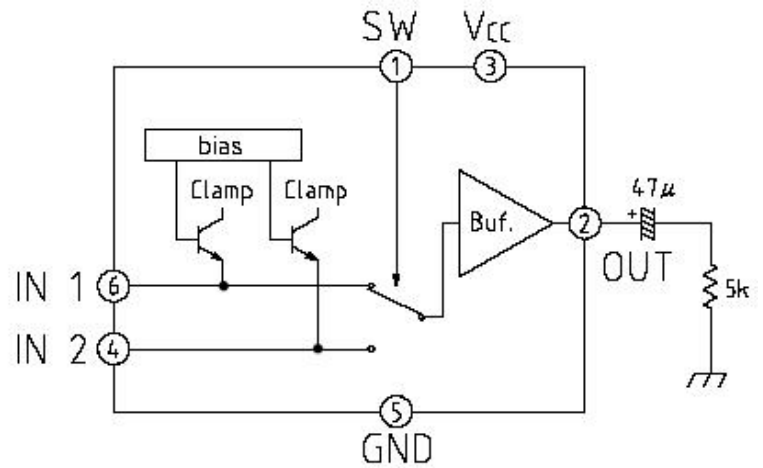 SW Vcc
1 3
bias
Clamp Clamp
47μ
+
Buf. 2
OUT
5k
IN 1 6
IN 2 4
5
GND